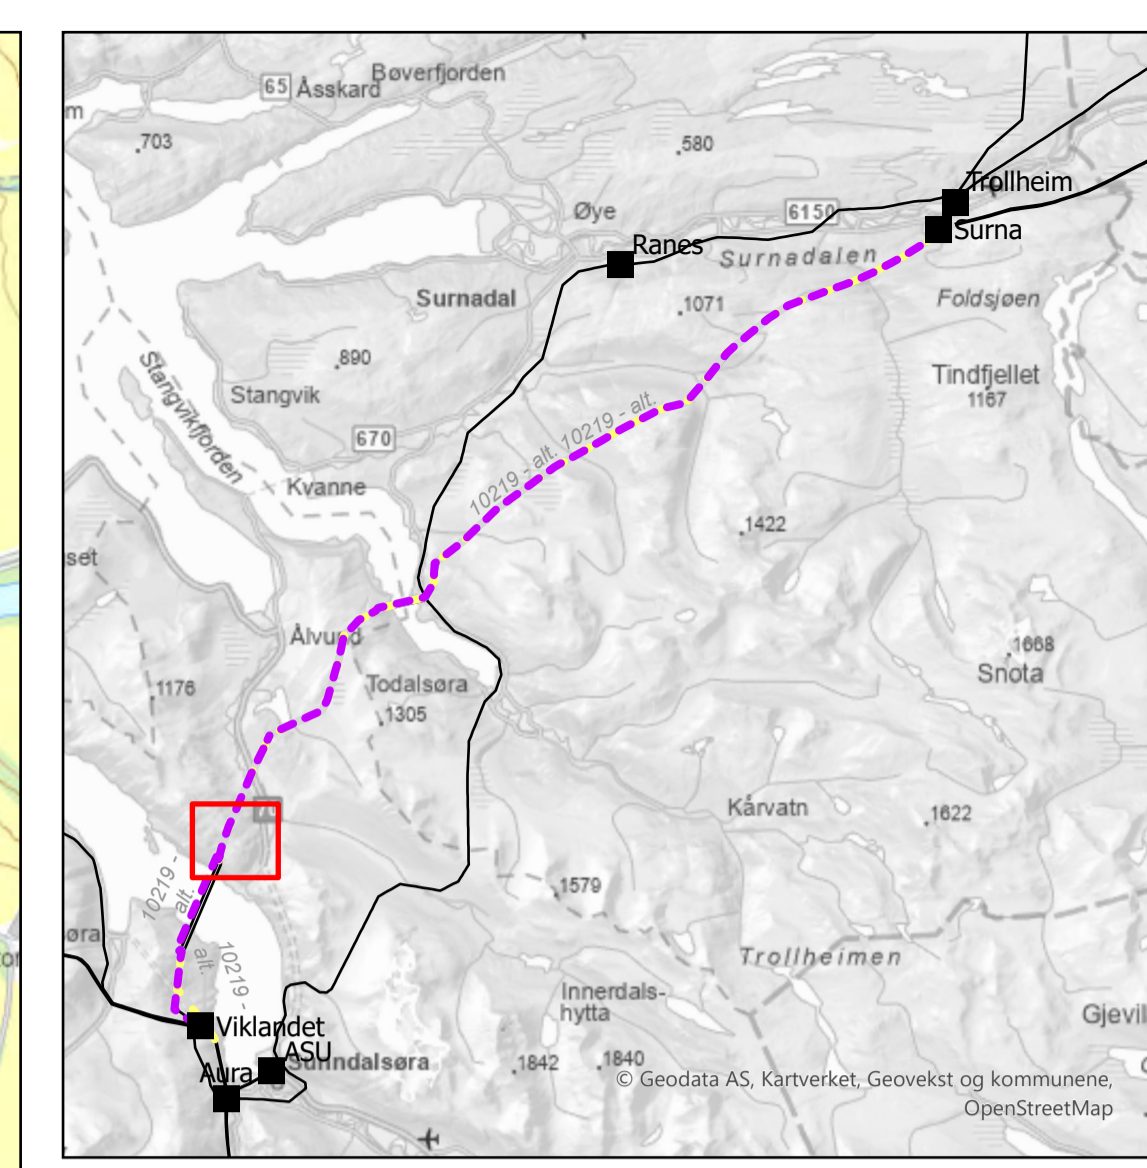 65 Åsskard
Bøverfjorden
m
703
580
Trollheim
Øye
6150
Surna
Ranes
Surnadalen
Surnadal
1071
Foldsjøen
890
Stangvikfjorden
Stangvik
Tindfjellet
1167
670
10219 - alt. 10219 - alt.
Kvanne
1422
set
Ålvund
1668
Snota
1176
Todalsøra
1305
Kårvatn
1622
10219 -
alt.
1579
øra
10219 -
alt.
Trollheimen
Innerdals-
hytta
Gjevil
Viklandet
ASU
Sunndalsøra
Aura
1842
1840
© Geodata AS, Kartverket, Geovekst og kommunene,
OpenStreetMap